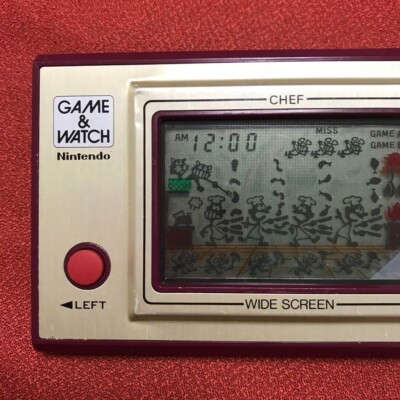 GAME
&
WATCH
Nintendo
CHEF
AM 12:00
MISS
GAME A
GAME B
◄LEFT
WIDE SCREEN